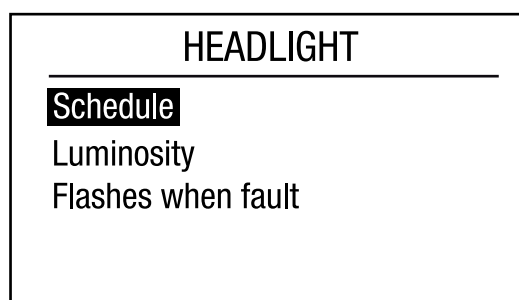 HEADLIGHT
Schedule
Luminosity
Flashes when fault